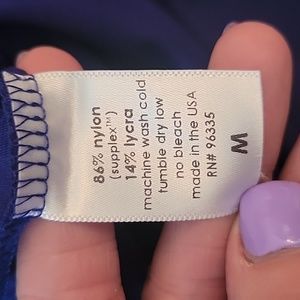 86% nylon
(supplex™)
14% lycra
machine wash cold
tumble dry low
no bleach
made in the USA
RN# 96335
M